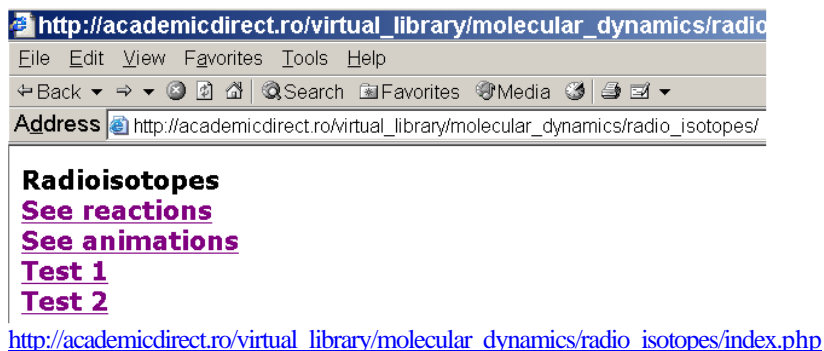 http://academicdirect.ro/virtual_library/molecular_dynamics/radio
File Edit View Favorites Tools Help
Back Search Favorites Media
Address http://academicdirect.ro/virtual_library/molecular_dynamics/radio_isotopes/
Radioisotopes
See reactions
See animations
Test 1
Test 2
http://academicdirect.ro/virtual_library/molecular_dynamics/radio_isotopes/index.php